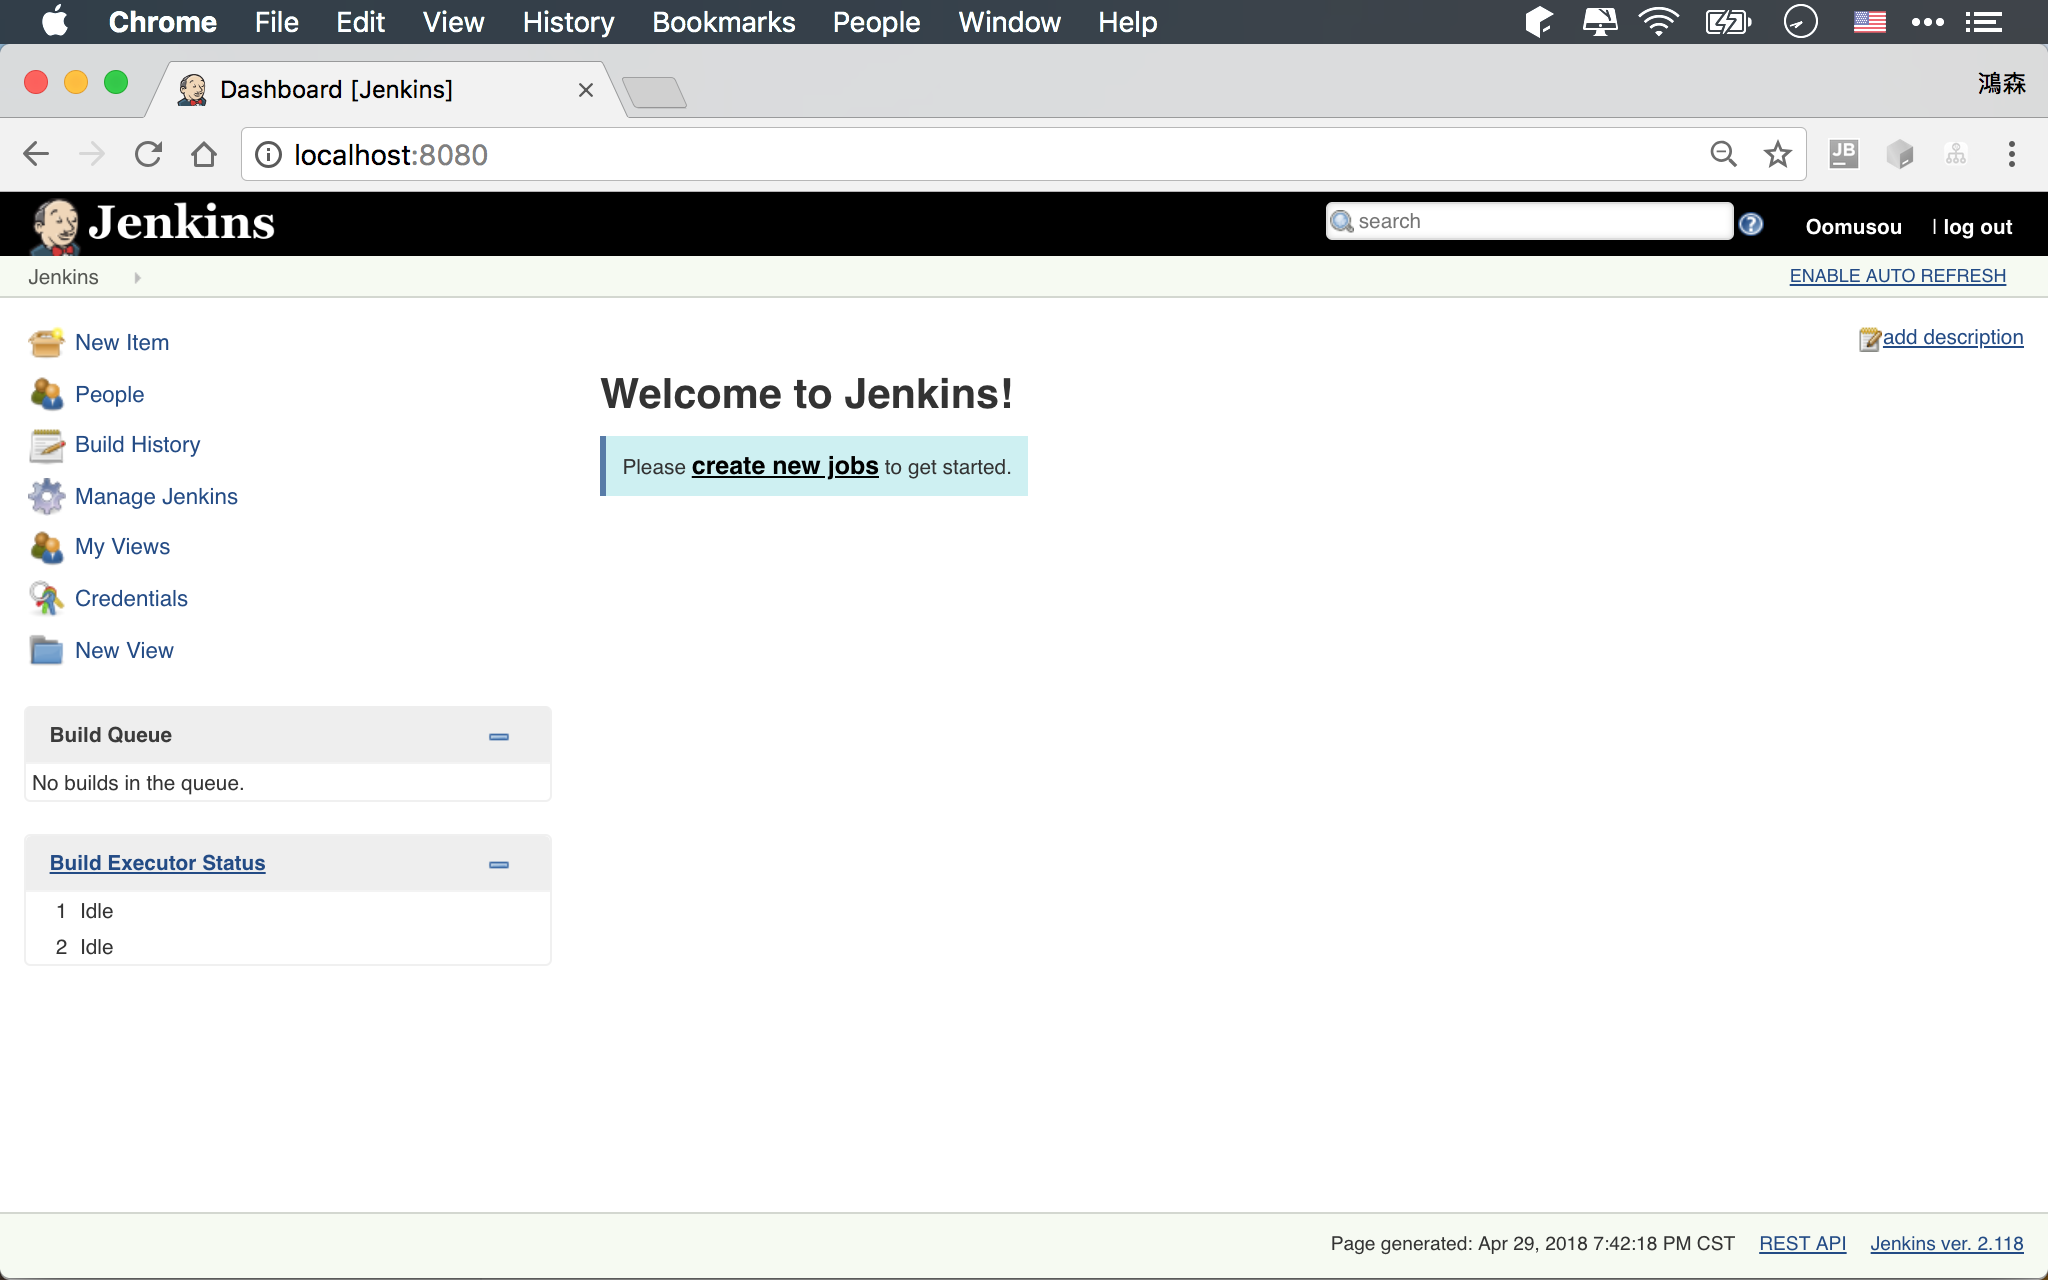 Chrome File Edit View History Bookmarks People Window Help
Dashboard [Jenkins]
鴻森
localhost:8080
JB
Jenkins
search
Oomusou | log out
Jenkins
ENABLE AUTO REFRESH
New Item
People
Build History
Manage Jenkins
My Views
Credentials
New View
add description
Welcome to Jenkins!
Please create new jobs to get started.
Build Queue
No builds in the queue.
Build Executor Status
1 Idle
2 Idle
Page generated: Apr 29, 2018 7:42:18 PM CST REST API Jenkins ver. 2.118